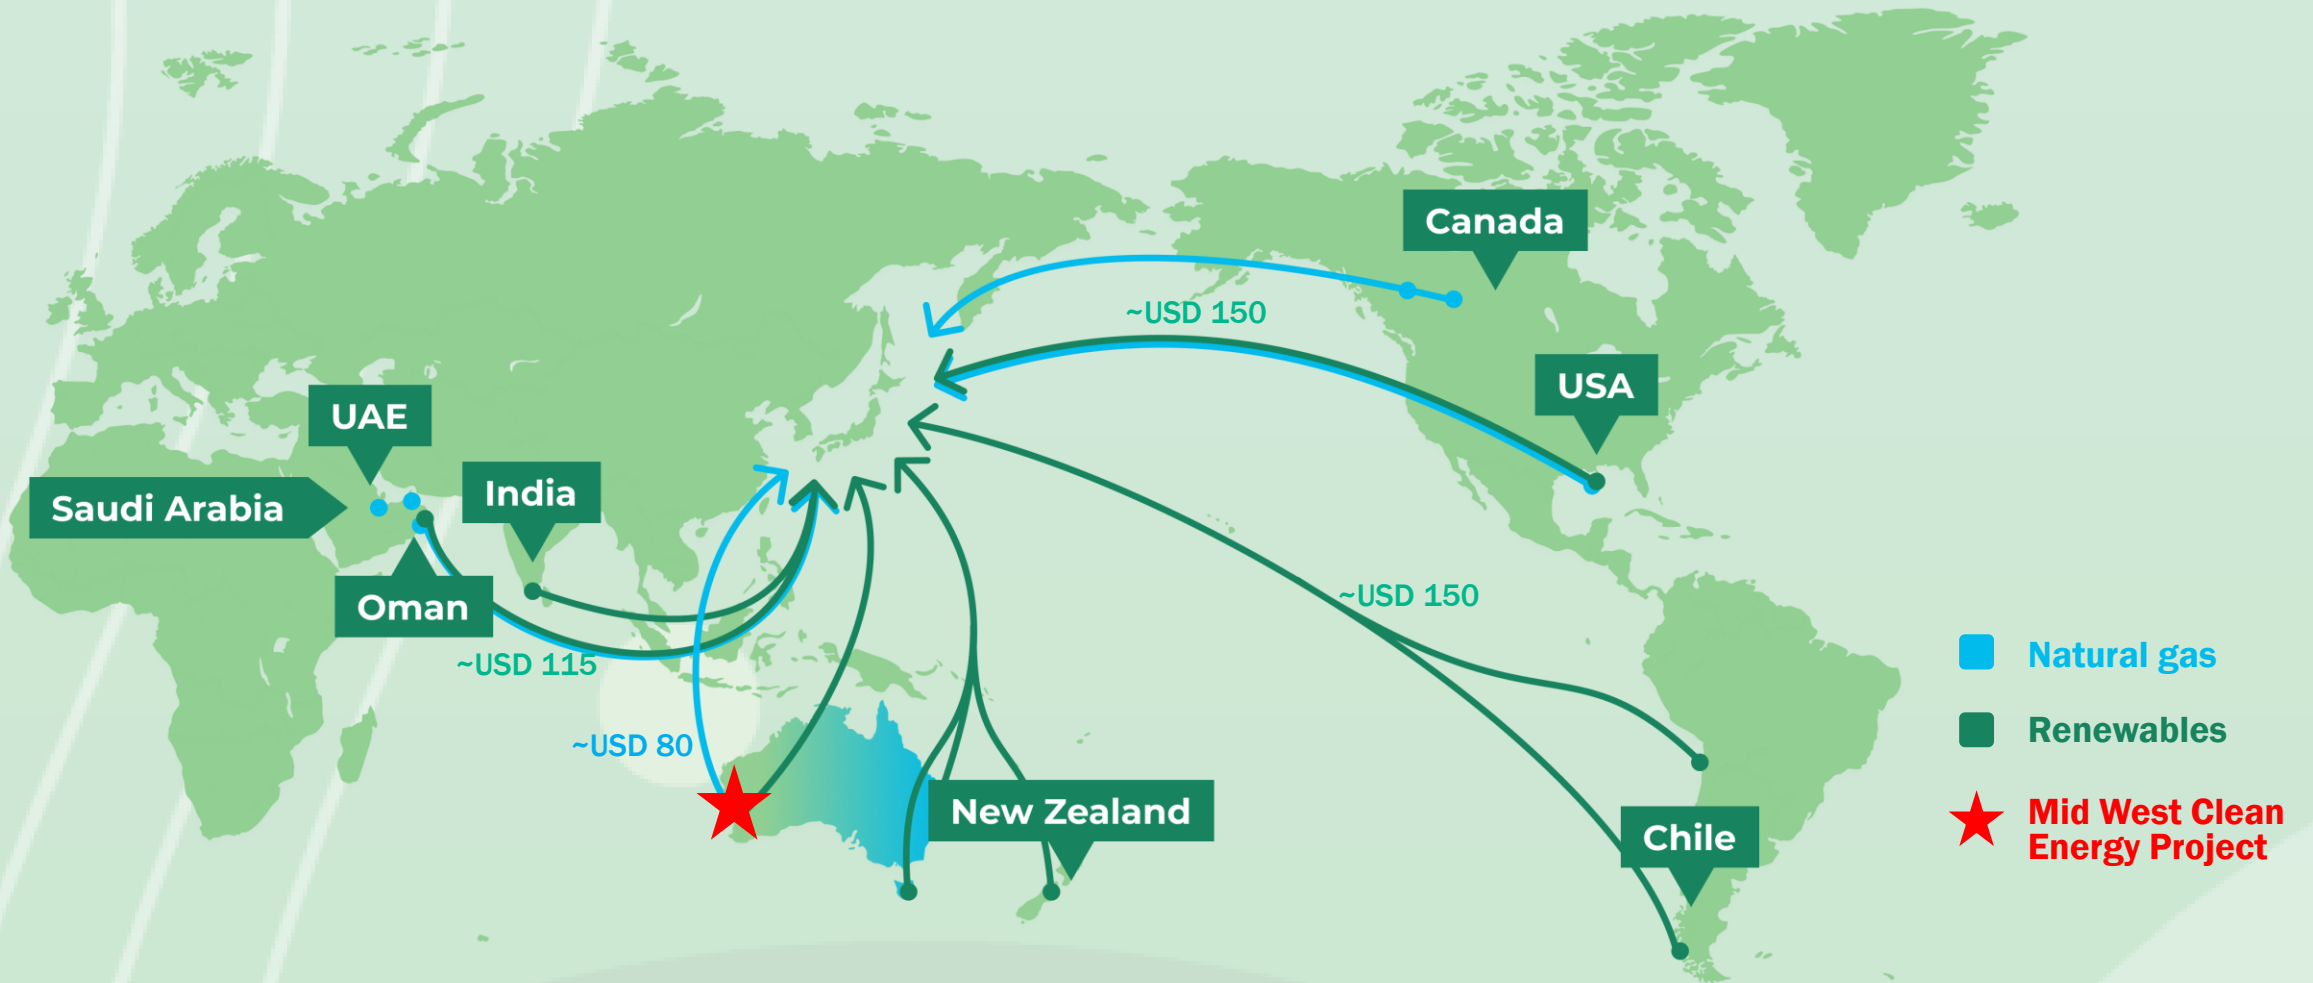 Canada
~USD 150
USA
UAE
India
Saudi Arabia
Oman
~USD 150
~USD 115
~USD 80
New Zealand
Chile
Natural gas
Renewables
Mid West Clean
Energy Project